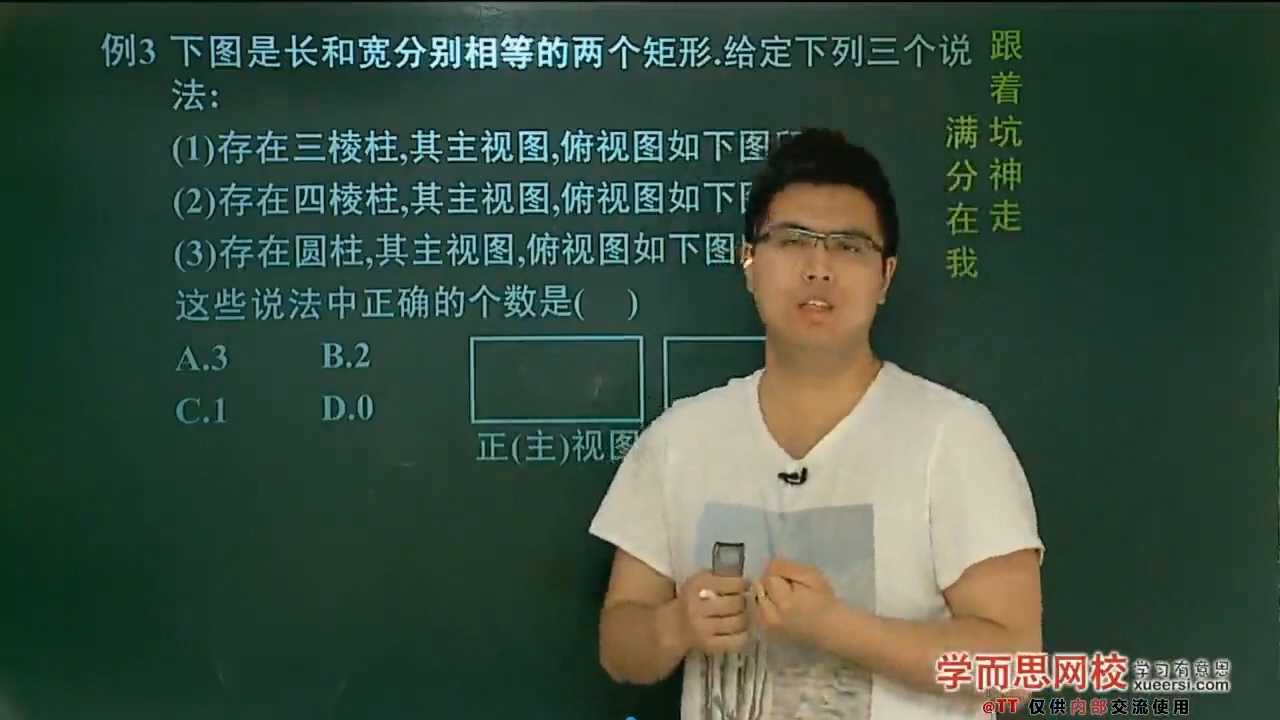 例3 下图是长和宽分别相等的两个矩形.给定下列三个说
法:
(1)存在三棱柱,其主视图,俯视图如下图
(2)存在四棱柱,其主视图,俯视图如下
(3)存在圆柱,其主视图,俯视图如下图
这些说法中正确的个数是( )
A.3 B.2
C.1 D.0
正(主)视图
跟着坑神走
满分在我
学而思网校 学习有意思
xueersi.com
@TT 仅供内部交流使用